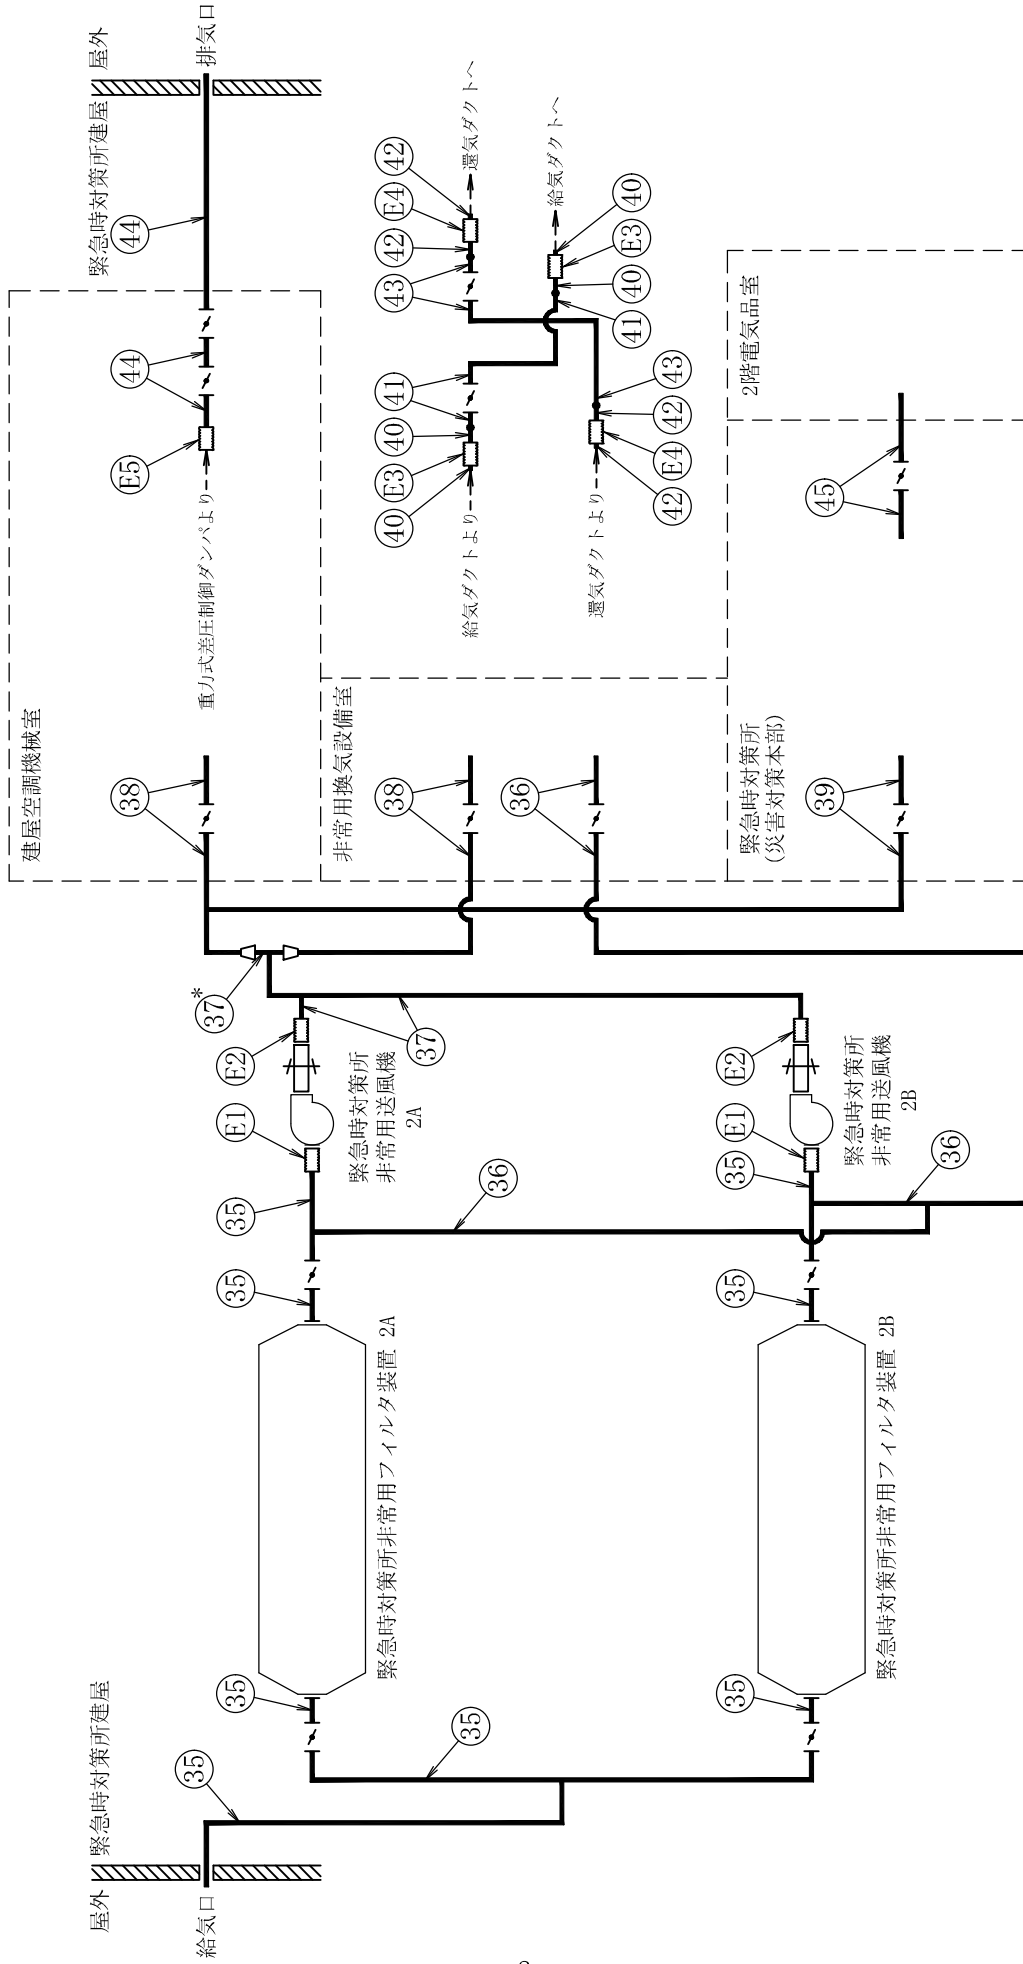 建屋空調機械室
屋外
緊急時対策所建屋
緊急時対策所建屋
屋外
38
E5
44
44
給気口
35
37*
重力式差圧制御ダンパより
排気口
35
35
35
E1
E2
非常用換気設備室
緊急時対策所
非常用送風機
2A
緊急時対策所非常用フィルタ装置 2A
38
40
E3
40
41
43
42
E4
42
37
35
給気ダクトより
還気ダクトへ
36
36
給気ダクトへ
還気ダクトより
41
40
E3
40
42
E4
42
43
35
35
35
E1
E2
緊急時対策所
(災害対策本部)
2階電気品室
39
45
緊急時対策所
非常用送風機
2B
緊急時対策所非常用フィルタ装置 2B
36